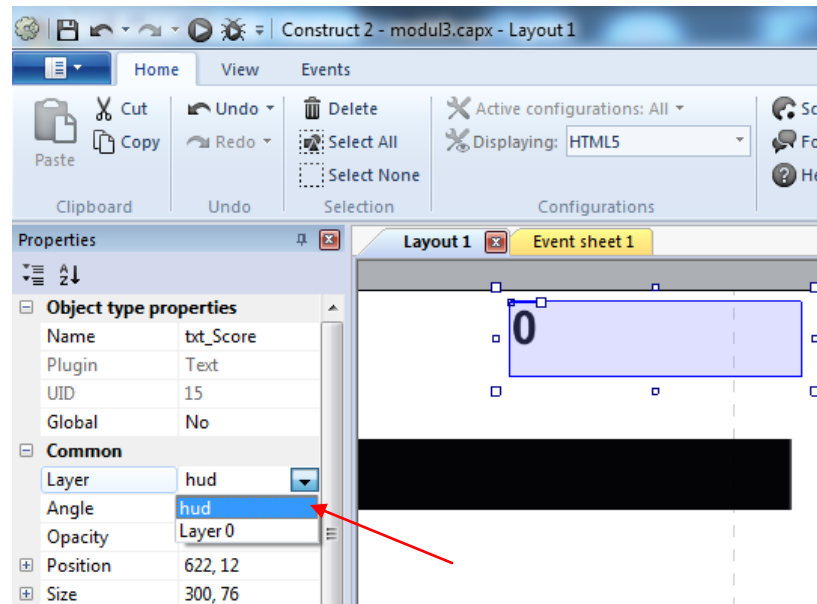 Construct 2 - modul3.capx - Layout 1
Home View Events
Cut Undo Delete Active configurations: All
Copy Redo Select All Displaying: HTML5
Paste Select None
Clipboard Undo Selection Configurations
Properties Layout 1 Event sheet 1
Object type properties
Name txt_Score
Plugin Text
UID 15
Global No
Common
Layer hud
Angle hud
Opacity Layer 0
Position 622, 12
Size 300, 76
0